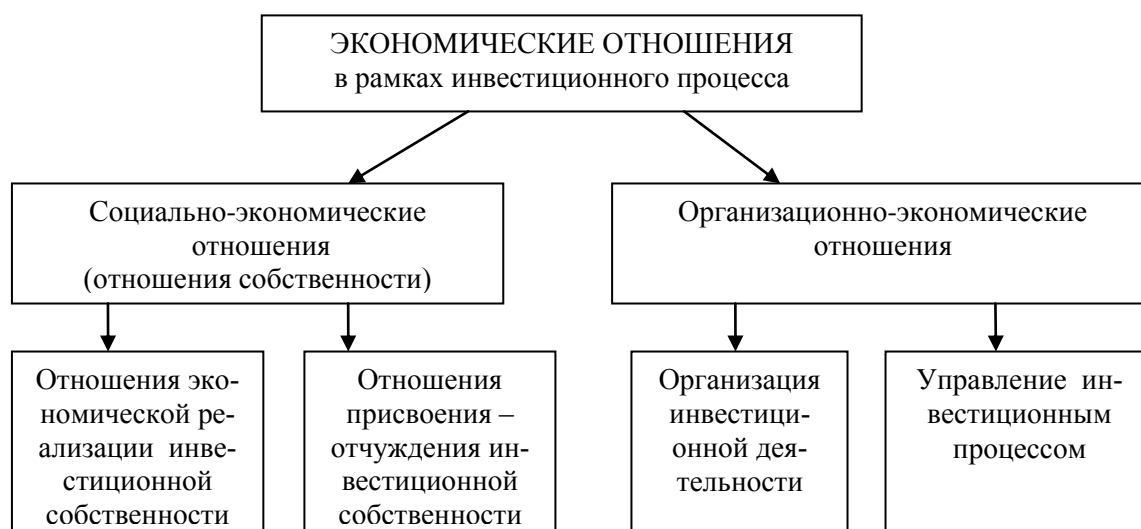 ЭКОНОМИЧЕСКИЕ ОТНОШЕНИЯ
в рамках инвестиционного процесса
Социально-экономические
отношения
(отношения собственности)
Организационно-экономические
отношения
Отношения эко-
номической ре-
ализации инве-
стиционной
собственности
Отношения
присвоения –
отчуждения ин-
вестиционной
собственности
Организация
инвестици-
онной дея-
тельности
Управление ин-
вестиционным
процессом